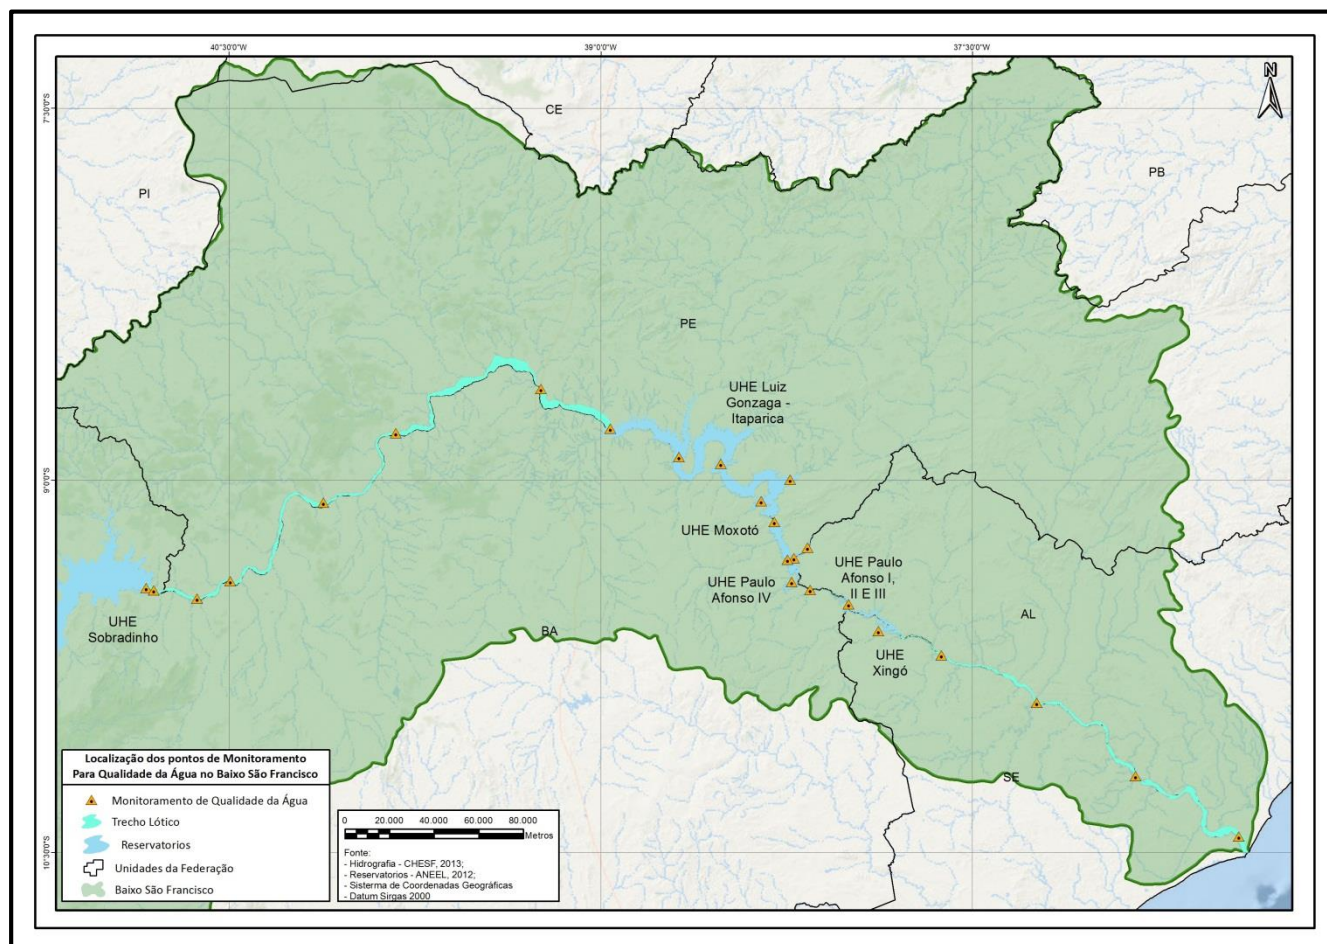 40°30'0"W
39°0'0"W
37°30'0"W
N
7°30'S
CE
PB
PI
PE
UHE Luiz
Gonzaga -
Itaparica
9°0'S
UHE Moxotó
UHE Paulo
Afonso IV
UHE Paulo
Afonso I,
II E III
UHE
Sobradinho
BA
AL
UHE
Xingó
SE
10°30'S
Localização dos pontos de Monitoramento
Para Qualidade da Água no Baixo São Francisco
Monitoramento de Qualidade da Água
Trecho Lótico
Reservatorios
Unidades da Federação
Baixo São Francisco
0 20.000 40.000 60.000 80.000
Metros
Fonte:
- Hidrografia - CHESF, 2013;
- Reservatorios - ANEEL, 2012;
- Sisterma de Coordenadas Geográficas
- Datum Sirgas 2000